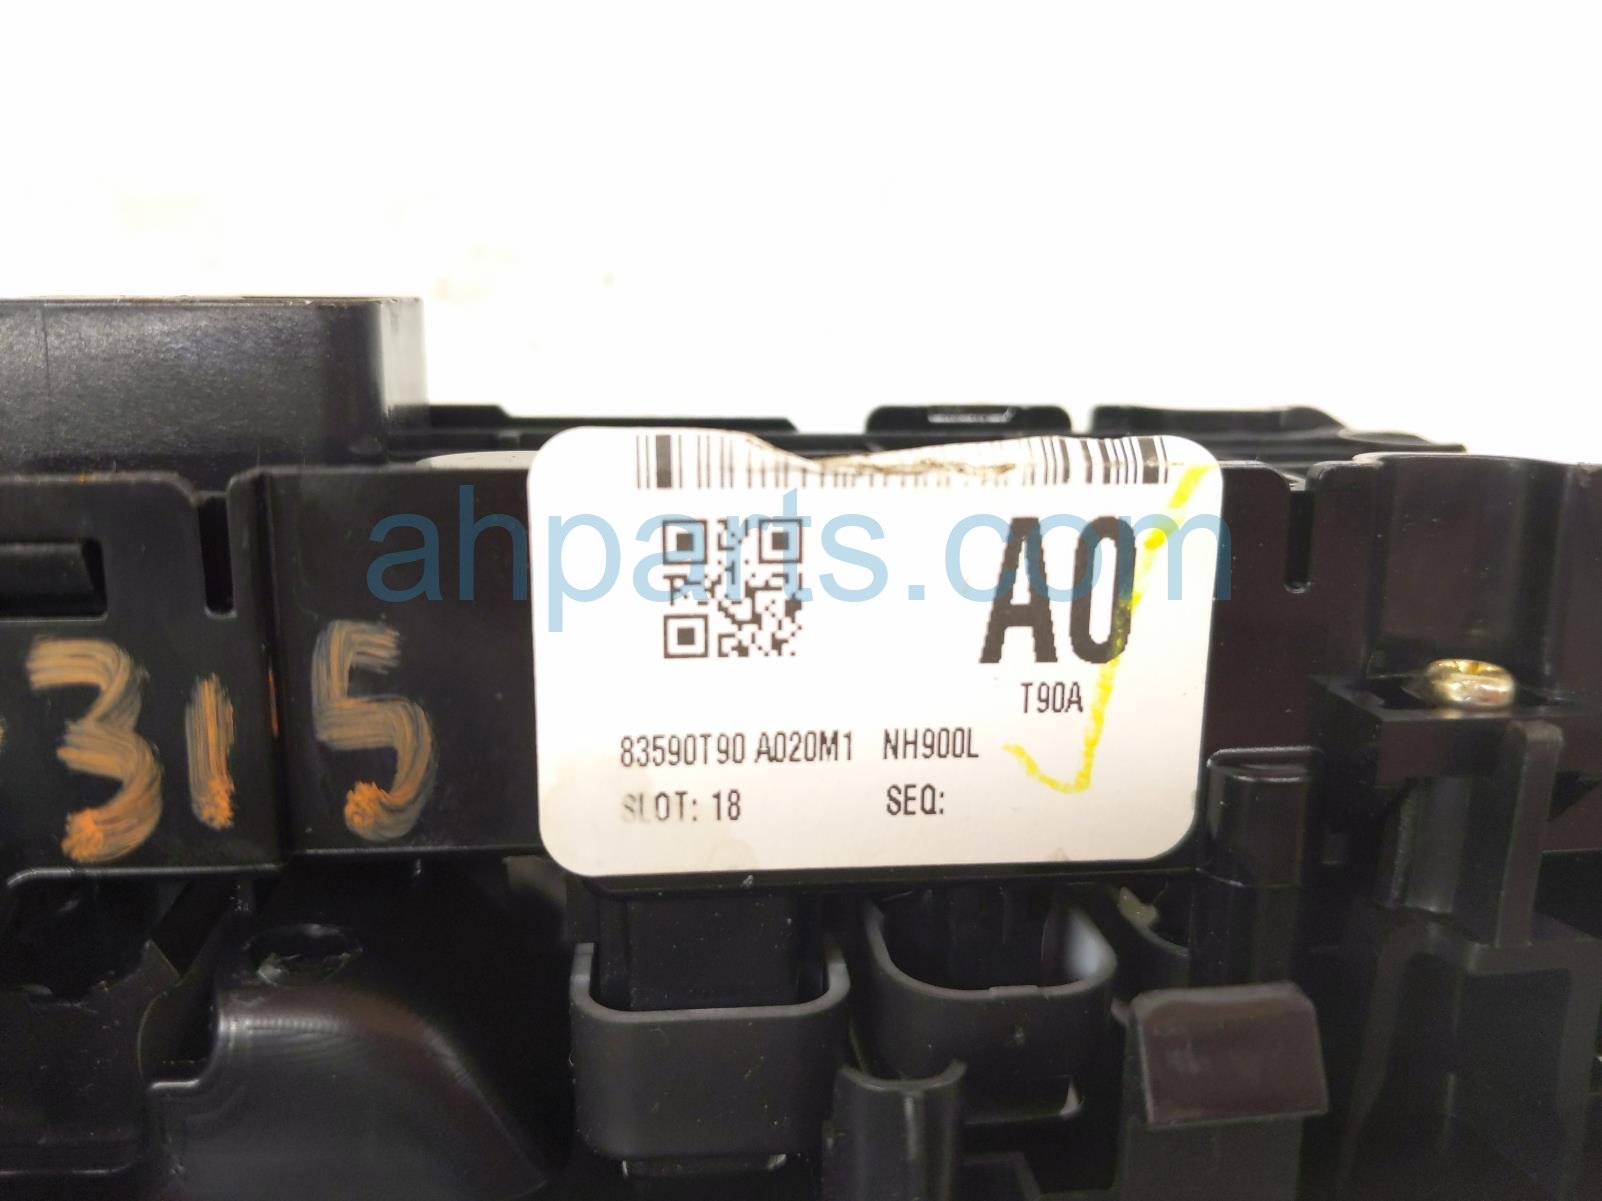 ahparts.com
A0
T90A
83590T90 A020M1 NH900L
SLOT: 18 SEQ:
315